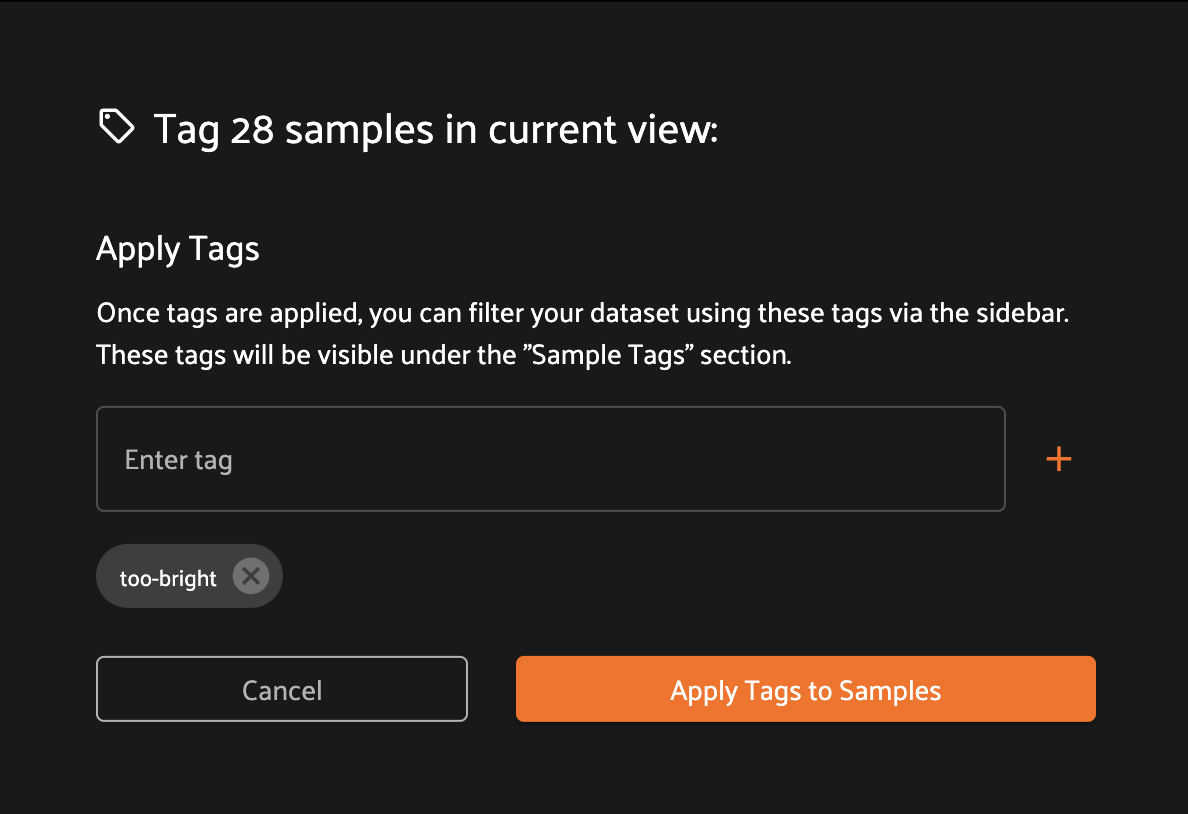 Tag 28 samples in current view:
Apply Tags
Once tags are applied, you can filter your dataset using these tags via the sidebar.
These tags will be visible under the ”Sample Tags” section.
Enter tag
too-bright
Cancel
Apply Tags to Samples